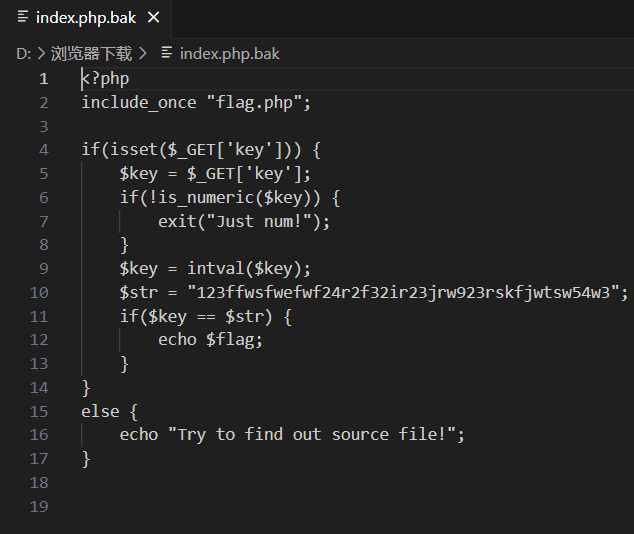 index.php.bak
D: > 浏览器下载 > index.php.bak
1 <?php
2 include_once "flag.php";
3
4 if(isset($_GET['key'])) {
5     $key = $_GET['key'];
6     if(!is_numeric($key)) {
7         exit("Just num!");
8     }
9     $key = intval($key);
10     $str = "123ffwsfwefwf24r2f32ir23jrw923rskfjwtsw54w3";
11     if($key == $str) {
12         echo $flag;
13     }
14 }
15 else {
16     echo "Try to find out source file!";
17 }
18
19